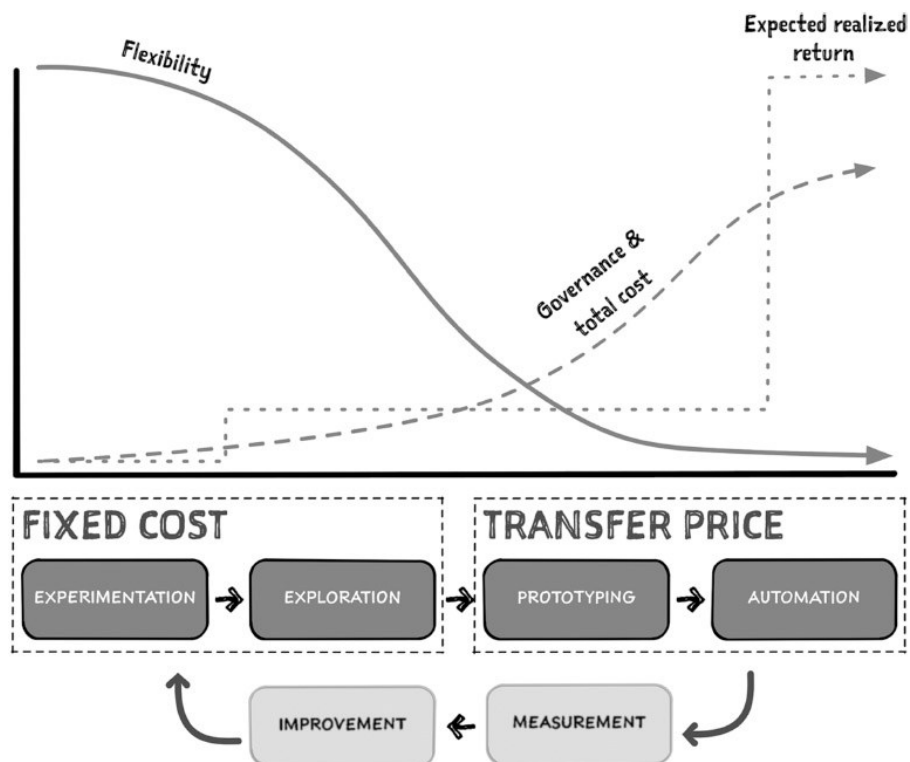 Flexibility
Expected realized
return
Governance &
total cost
FIXED COST
TRANSFER PRICE
EXPERIMENTATION
EXPLORATION
PROTOTYPING
AUTOMATION
IMPROVEMENT
MEASUREMENT